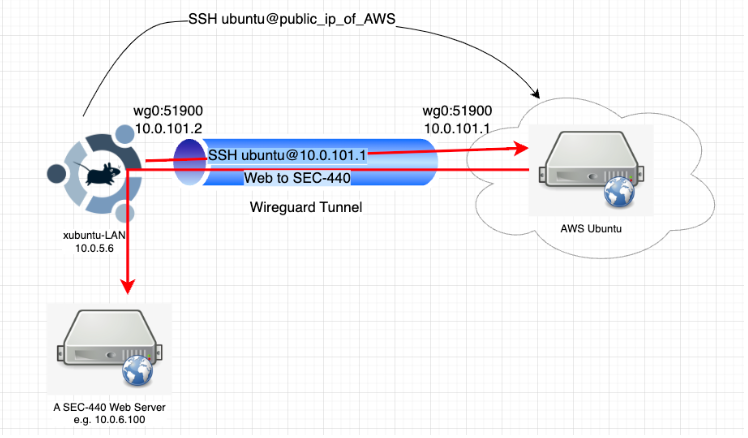 SSH ubuntu@public_ip_of_AWS
wg0:51900
10.0.101.2
wg0:51900
10.0.101.1
SSH ubuntu@10.0.101.1
Web to SEC-440
Wireguard Tunnel
xubuntu-LAN
10.0.5.6
AWS Ubuntu
A SEC-440 Web Server
e.g. 10.0.6.100